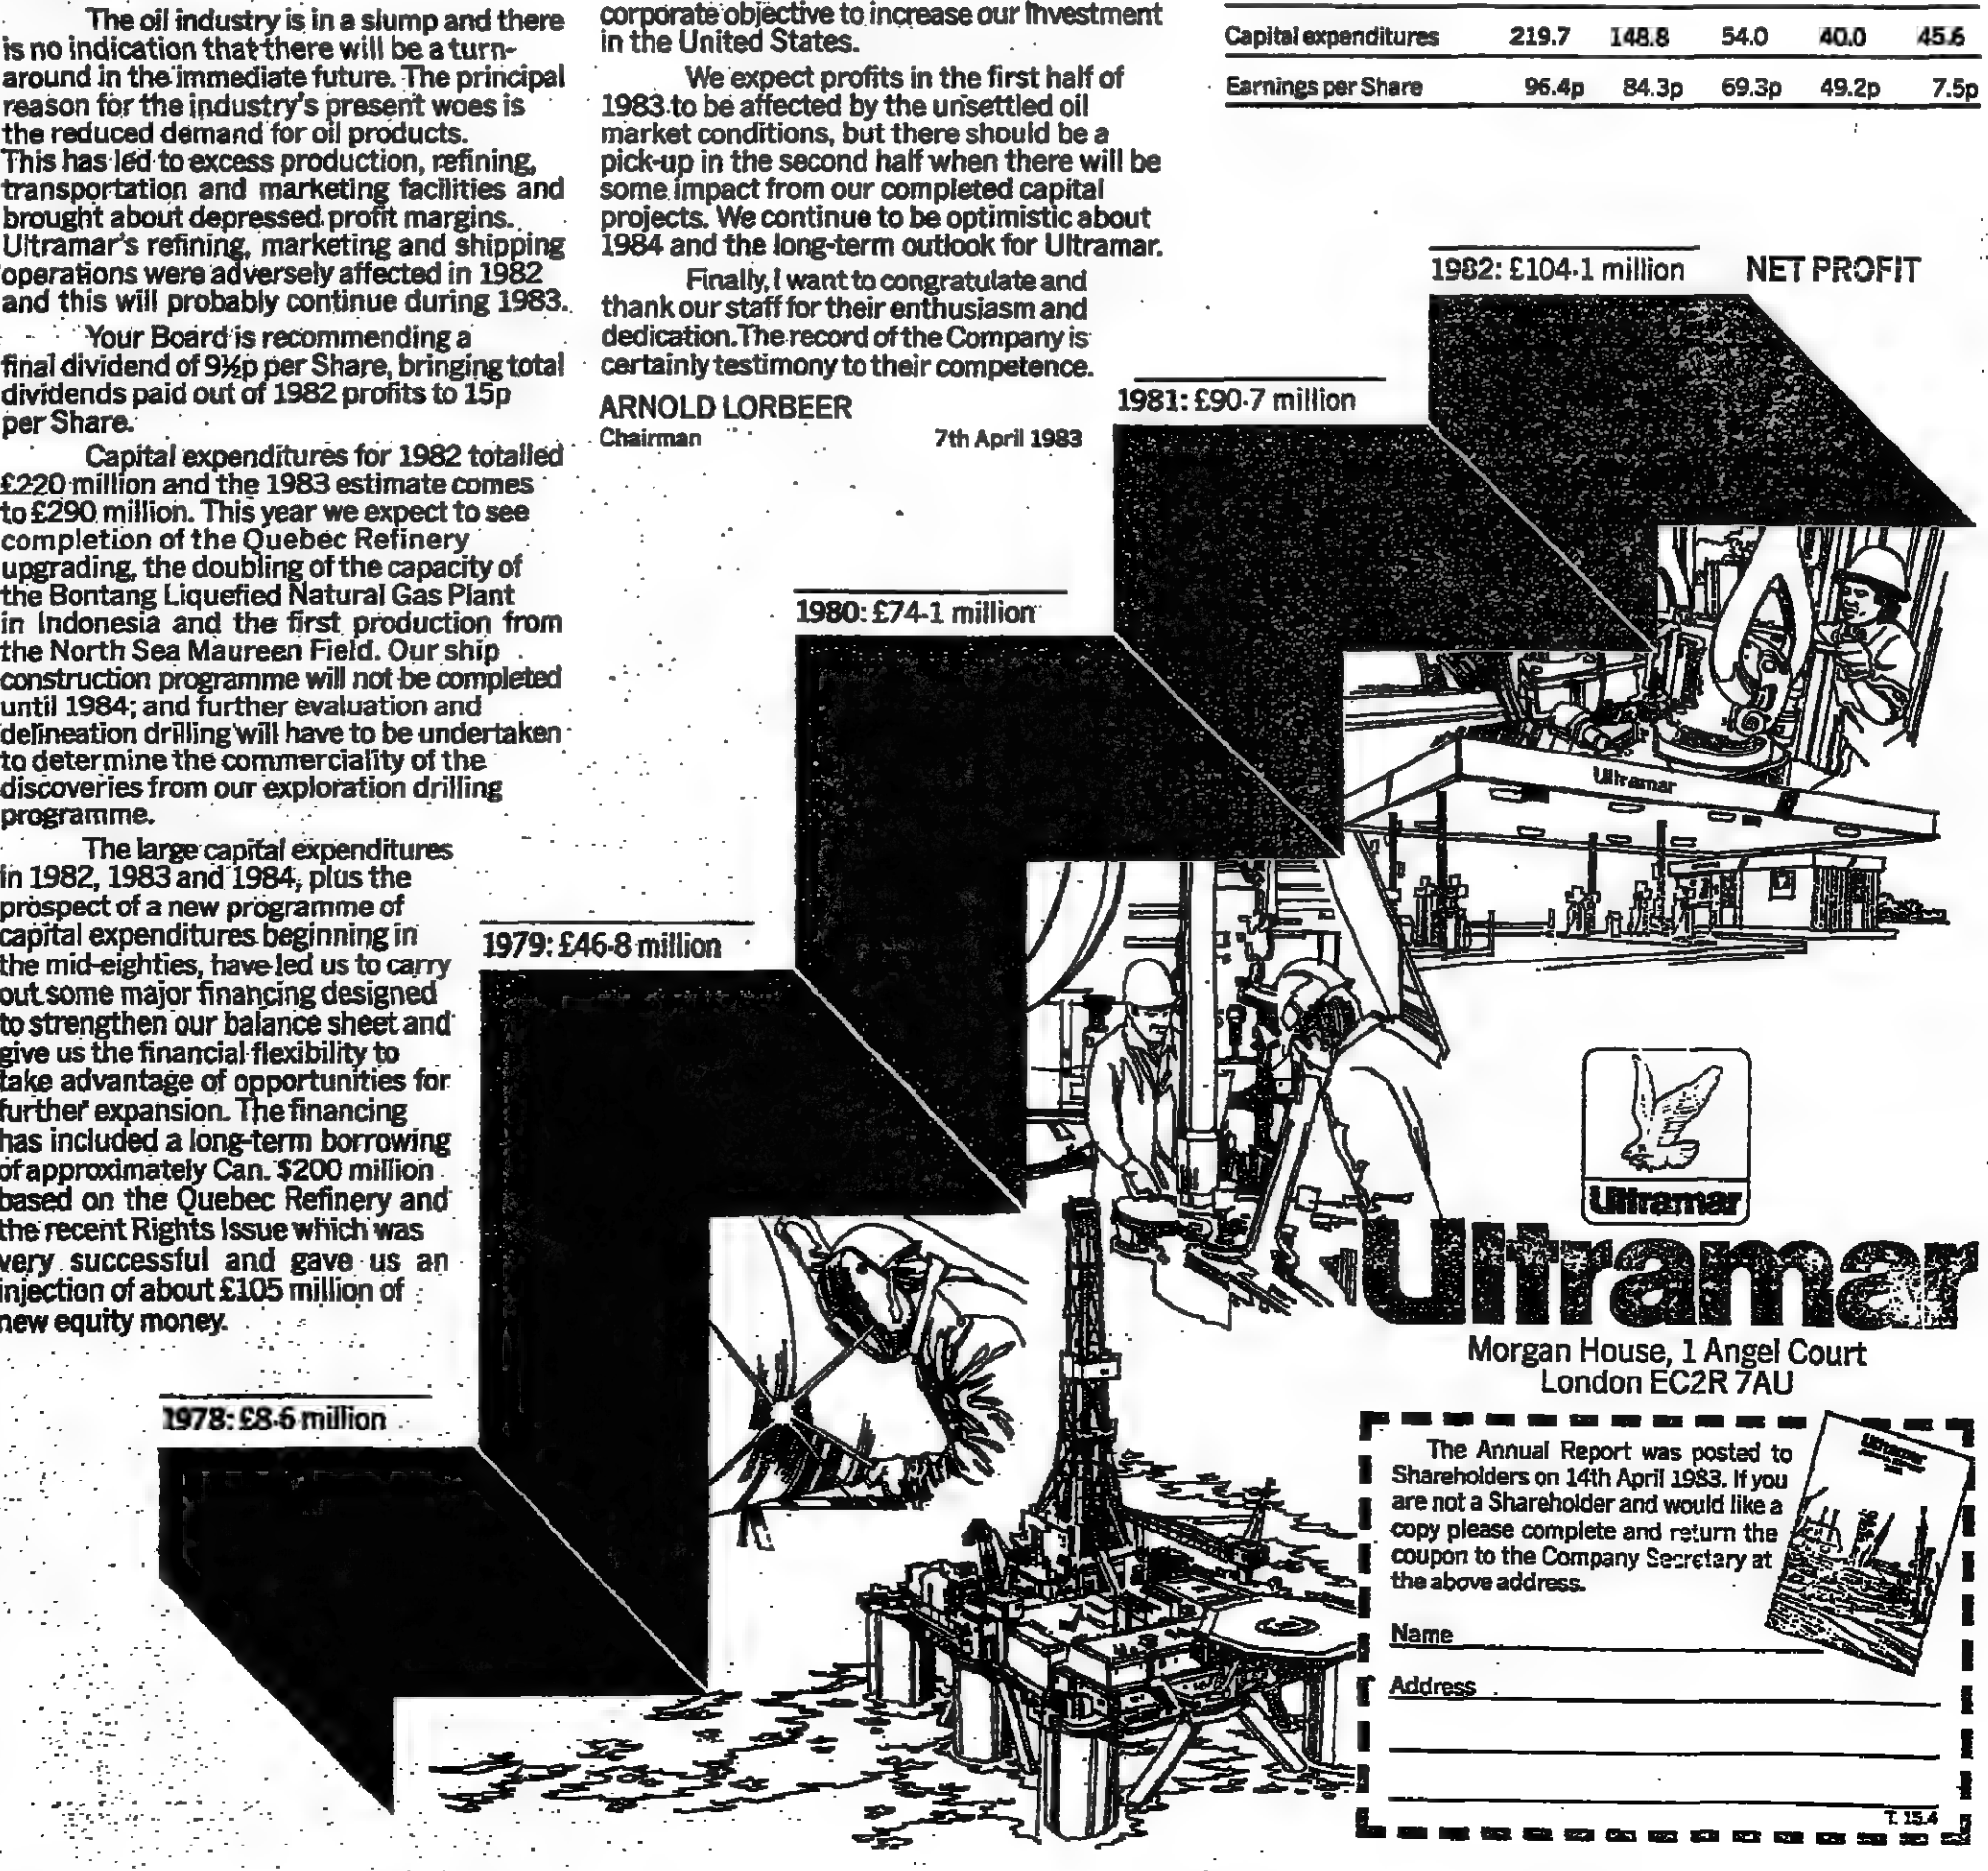 The oil industry is in a slump and there
is no indication that there will be a turn-
around in the immediate future. The principal
reason for the industry's present woes is
the reduced demand for oil products.
This has led to excess production, refining,
transportation and marketing facilities and
brought about depressed profit margins.
Ultramar's refining, marketing and shipping
operations were adversely affected in 1982
and this will probably continue during 1983.
Your Board is recommending a
final dividend of 9½p per Share, bringing total
dividends paid out of 1982 profits to 15p
per Share.
Capital expenditures for 1982 totalled
£220 million and the 1983 estimate comes
to £290 million. This year we expect to see
completion of the Quebec Refinery
upgrading, the doubling of the capacity of
the Bontang Liquefied Natural Gas Plant
in Indonesia and the first production from
the North Sea Maureen Field. Our ship
construction programme will not be completed
until 1984; and further evaluation and
delineation drilling will have to be undertaken
to determine the commerciality of the
discoveries from our exploration drilling
programme.
The large capital expenditures
in 1982, 1983 and 1984, plus the
prospect of a new programme of
capital expenditures beginning in
the mid-eighties, have led us to carry
out some major financing designed
to strengthen our balance sheet and
give us the financial flexibility to
take advantage of opportunities for
further expansion. The financing
has included a long-term borrowing
of approximately Can. $200 million
based on the Quebec Refinery and
the recent Rights Issue which was
very successful and gave us an
injection of about £105 million of
new equity money.
corporate objective to increase our investment
in the United States.
We expect profits in the first half of
1983 to be affected by the unsettled oil
market conditions, but there should be a
pick-up in the second half when there will be
some impact from our completed capital
projects. We continue to be optimistic about
1984 and the long-term outlook for Ultramar.
Finally, I want to congratulate and
thank our staff for their enthusiasm and
dedication. The record of the Company is
certainly testimony to their competence.
ARNOLD LORBEER
Chairman 7th April 1983
Capital expenditures 219.7 148.8 54.0 40.0 45.6
Earnings per Share 96.4p 84.3p 69.3p 49.2p 7.5p
NET PROFIT
1982: £104·1 million
1981: £90·7 million
1980: £74·1 million
1979: £46·8 million
1978: £8·6 million
Ultramar
Ultramar
Ultramar
Morgan House, 1 Angel Court
London EC2R 7AU
The Annual Report was posted to
Shareholders on 14th April 1983. If you
are not a Shareholder and would like a
copy please complete and return the
coupon to the Company Secretary at
the above address.
Name
Address
T. 15.4